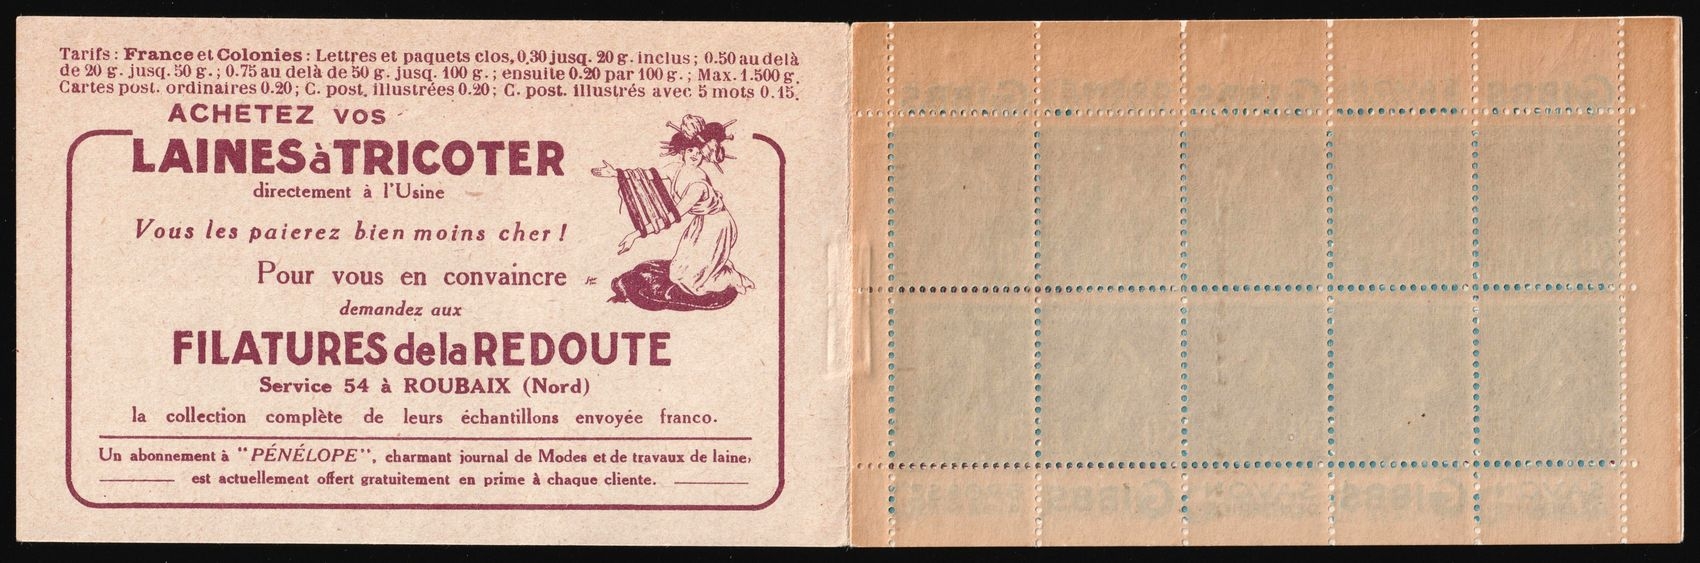 Tarifs : France et Colonies : Lettres et paquets clos, 0,30 jusq. 20 g. inclus ; 0.50 au delà
de 20 g. jusq. 50 g. ; 0.75 au delà de 50 g. jusq. 100 g. ; ensuite 0.20 par 100 g. ; Max. 1.500 g.
Cartes post. ordinaires 0.20 ; C. post. illustrées 0.20 ; C. post. illustrés avec 5 mots 0.15.
ACHETEZ VOS
LAINES à TRICOTER
directement à l'Usine
Vous les paierez bien moins cher !
Pour vous en convaincre
demandez aux
FILATURES de la REDOUTE
Service 54 à ROUBAIX (Nord)
la collection complète de leurs échantillons envoyée franco.
Un abonnement à "PÉNÉLOPE", charmant journal de Modes et de travaux de laine,
est actuellement offert gratuitement en prime à chaque cliente.
GIBBS GIBBS GIBBS
GIBBS GIBBS